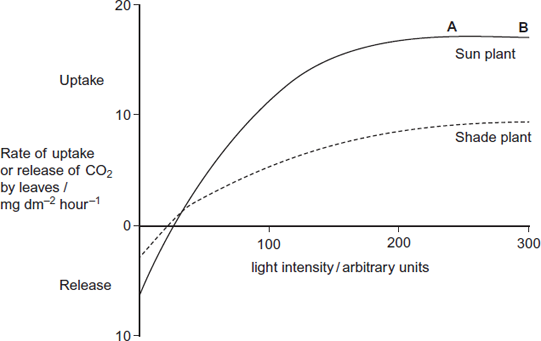 20
A
B
Sun plant
Uptake
10
Shade plant
Rate of uptake
or release of CO₂
by leaves /
mg dm⁻² hour⁻¹
0
100
200
300
light intensity / arbitrary units
Release
10